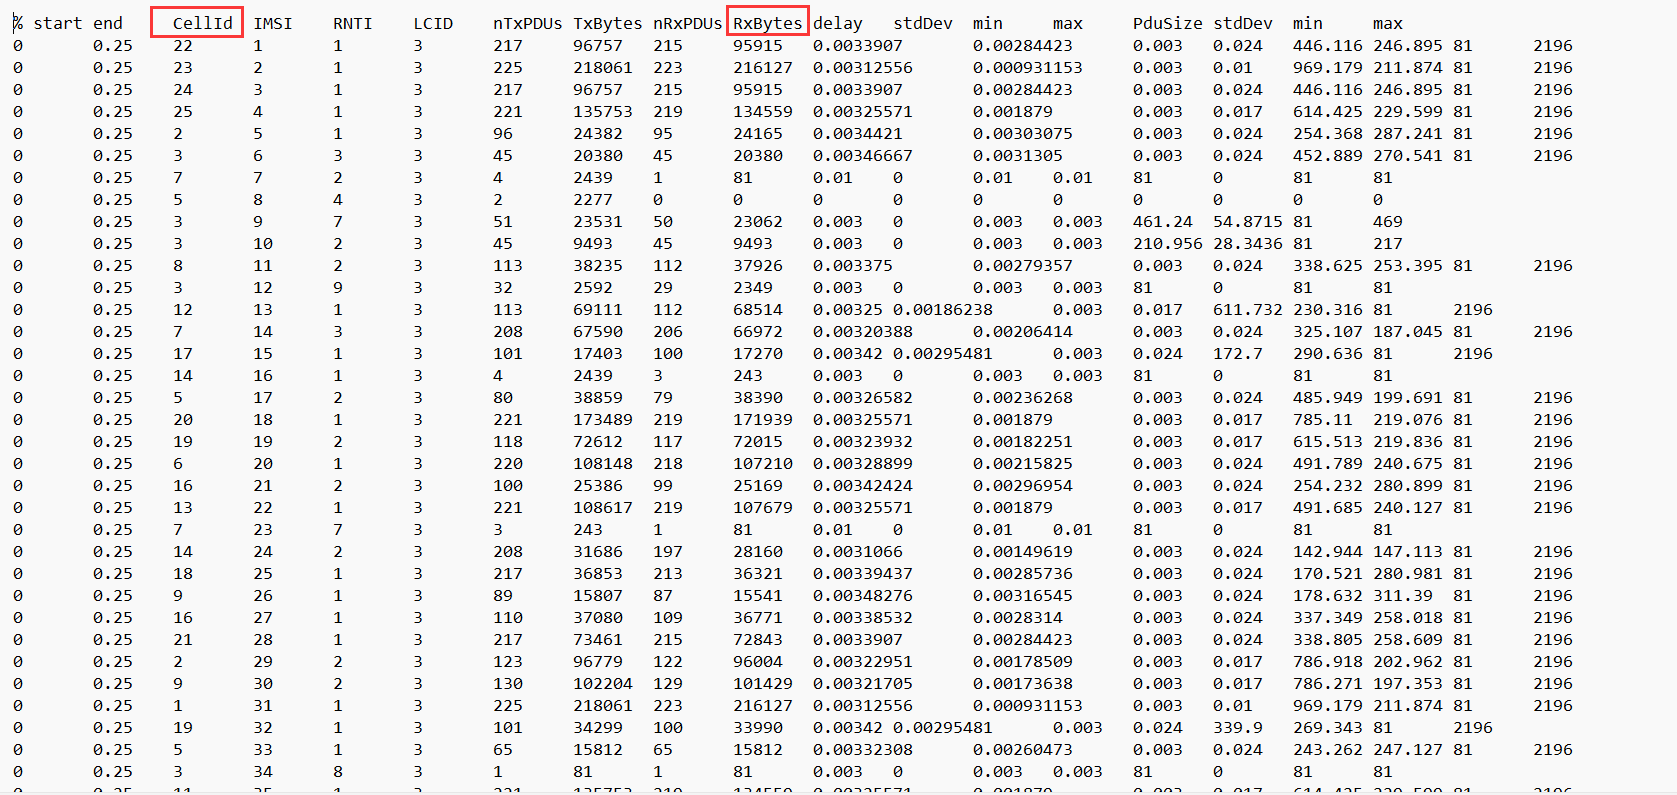 % start end CellId IMSI RNTI LCID nTxPDUs TxBytes nRxPDUs RxBytes delay stdDev min max PduSize stdDev min max
0 0.25 22 1 1 3 217 96757 215 95915 0.0033907 0.00284423 0.003 0.024 446.116 246.895 81 2196
0 0.25 23 2 1 3 225 218061 223 216127 0.00312556 0.000931153 0.003 0.01 969.179 211.874 81 2196
0 0.25 24 3 1 3 217 96757 215 95915 0.0033907 0.00284423 0.003 0.024 446.116 246.895 81 2196
0 0.25 25 4 1 3 221 135753 219 134559 0.00325571 0.001879 0.003 0.017 614.425 229.599 81 2196
0 0.25 2 5 1 3 96 24382 95 24165 0.0034421 0.00303075 0.003 0.024 254.368 287.241 81 2196
0 0.25 3 6 3 3 45 20380 45 20380 0.00346667 0.0031305 0.003 0.024 452.889 270.541 81 2196
0 0.25 7 7 2 3 4 2439 1 81 0.01 0 0.01 0.01 81 0 81 81
0 0.25 5 8 4 3 2 2277 0 0 0 0 0 0 0 0 0 0
0 0.25 3 9 7 3 51 23531 50 23062 0.003 0 0.003 0.003 461.24 54.8715 81 469
0 0.25 3 10 2 3 45 9493 45 9493 0.003 0 0.003 0.003 210.956 28.3436 81 217
0 0.25 8 11 2 3 113 38235 112 37926 0.003375 0.00279357 0.003 0.024 338.625 253.395 81 2196
0 0.25 3 12 9 3 32 2592 29 2349 0.003 0 0.003 0.003 81 0 81 81
0 0.25 12 13 1 3 113 69111 112 68514 0.00325 0.00186238 0.003 0.017 611.732 230.316 81 2196
0 0.25 7 14 3 3 208 67590 206 66972 0.00320388 0.00206414 0.003 0.024 325.107 187.045 81 2196
0 0.25 17 15 1 3 101 17403 100 17270 0.00342 0.00295481 0.003 0.024 172.7 290.636 81 2196
0 0.25 14 16 1 3 4 2439 3 243 0.003 0 0.003 0.003 81 0 81 81
0 0.25 5 17 2 3 80 38859 79 38390 0.00326582 0.00236268 0.003 0.024 485.949 199.691 81 2196
0 0.25 20 18 1 3 221 173489 219 171939 0.00325571 0.001879 0.003 0.017 785.11 219.076 81 2196
0 0.25 19 19 2 3 118 72612 117 72015 0.00323932 0.00182251 0.003 0.017 615.513 219.836 81 2196
0 0.25 6 20 1 3 220 108148 218 107210 0.00328899 0.00215825 0.003 0.024 491.789 240.675 81 2196
0 0.25 16 21 2 3 100 25386 99 25169 0.00342424 0.00296954 0.003 0.024 254.232 280.899 81 2196
0 0.25 13 22 1 3 221 108617 219 107679 0.00325571 0.001879 0.003 0.017 491.685 240.127 81 2196
0 0.25 7 23 7 3 3 243 1 81 0.01 0 0.01 0.01 81 0 81 81
0 0.25 14 24 2 3 208 31686 197 28160 0.0031066 0.00149619 0.003 0.024 142.944 147.113 81 2196
0 0.25 18 25 1 3 217 36853 213 36321 0.00339437 0.00285736 0.003 0.024 170.521 280.981 81 2196
0 0.25 9 26 1 3 89 15807 87 15541 0.00348276 0.00316545 0.003 0.024 178.632 311.39 81 2196
0 0.25 16 27 1 3 110 37080 109 36771 0.00338532 0.0028314 0.003 0.024 337.349 258.018 81 2196
0 0.25 21 28 1 3 217 73461 215 72843 0.0033907 0.00284423 0.003 0.024 338.805 258.609 81 2196
0 0.25 2 29 2 3 123 96779 122 96004 0.00322951 0.00178509 0.003 0.017 786.918 202.962 81 2196
0 0.25 9 30 2 3 130 102204 129 101429 0.00321705 0.00173638 0.003 0.017 786.271 197.353 81 2196
0 0.25 1 31 1 3 225 218061 223 216127 0.00312556 0.000931153 0.003 0.01 969.179 211.874 81 2196
0 0.25 19 32 1 3 101 34299 100 33990 0.00342 0.00295481 0.003 0.024 339.9 269.343 81 2196
0 0.25 5 33 1 3 65 15812 65 15812 0.00332308 0.00260473 0.003 0.024 243.262 247.127 81 2196
0 0.25 3 34 8 3 1 81 1 81 0.003 0 0.003 0.003 81 0 81 81
0 0.25 11 35 1 3 221 135753 219 134559 0.00325571 0.001879 0.003 0.017 614.425 229.599 81 2196